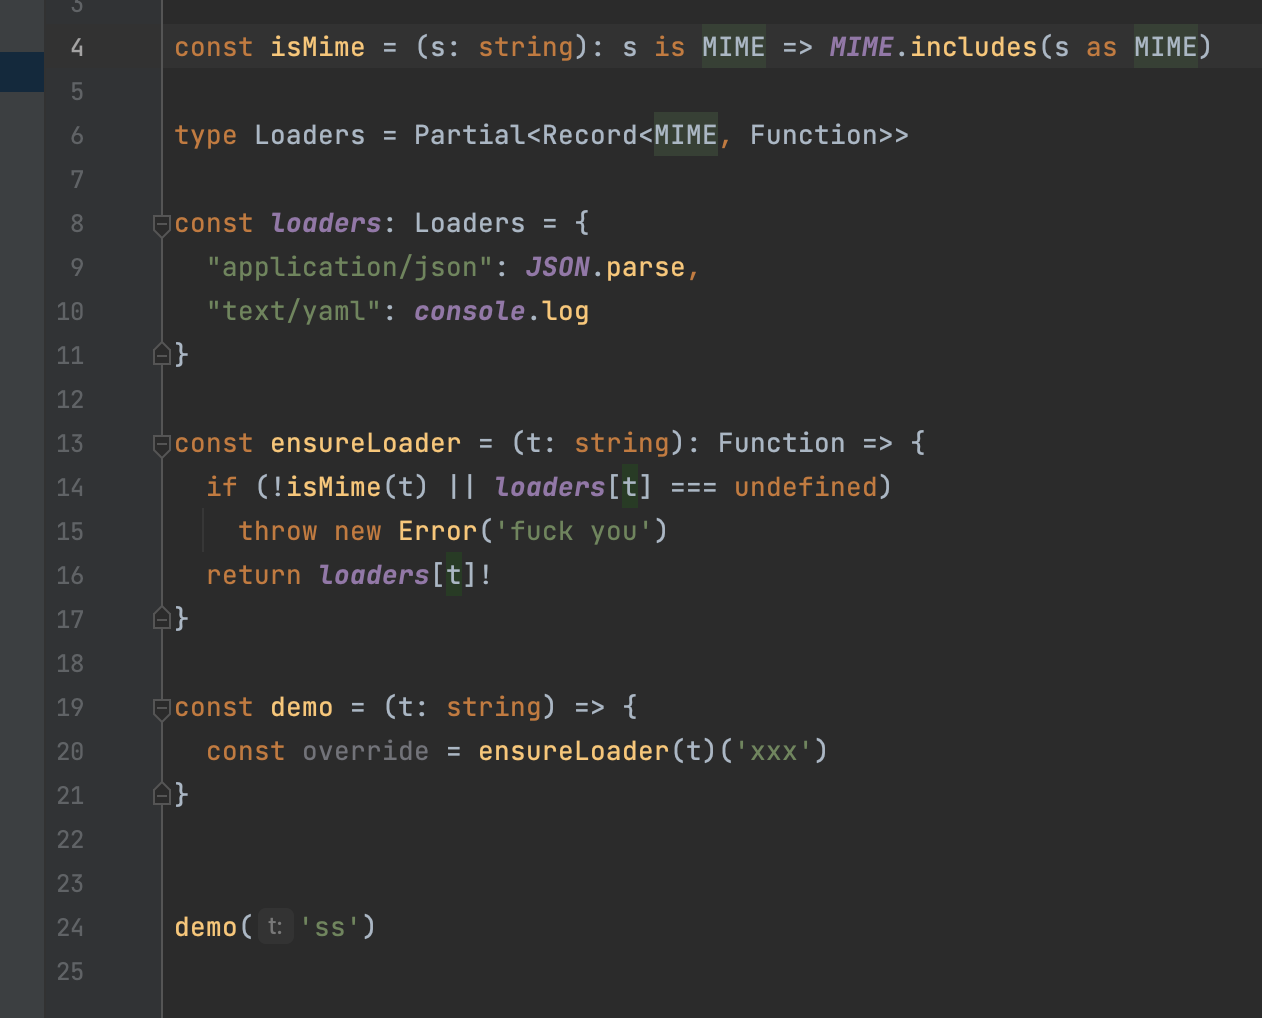 3
4 const isMime = (s: string): s is MIME => MIME.includes(s as MIME)
5
6 type Loaders = Partial<Record<MIME, Function>>
7
8 const loaders: Loaders = {
9   "application/json": JSON.parse,
10   "text/yaml": console.log
11 }
12
13 const ensureLoader = (t: string): Function => {
14   if (!isMime(t) || loaders[t] === undefined)
15     throw new Error('fuck you')
16   return loaders[t]!
17 }
18
19 const demo = (t: string) => {
20   const override = ensureLoader(t)('xxx')
21 }
22
23
24 demo( t: 'ss')
25